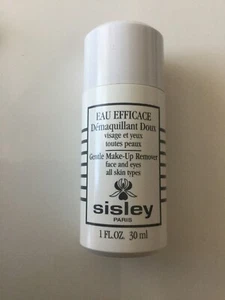 EAU EFFICACE
Démaquillant Doux
visage et yeux
toutes peaux
Gentle Make-Up Remover
face and eyes
all skin types
sisley
PARIS
1 FL.OZ. 30 ml